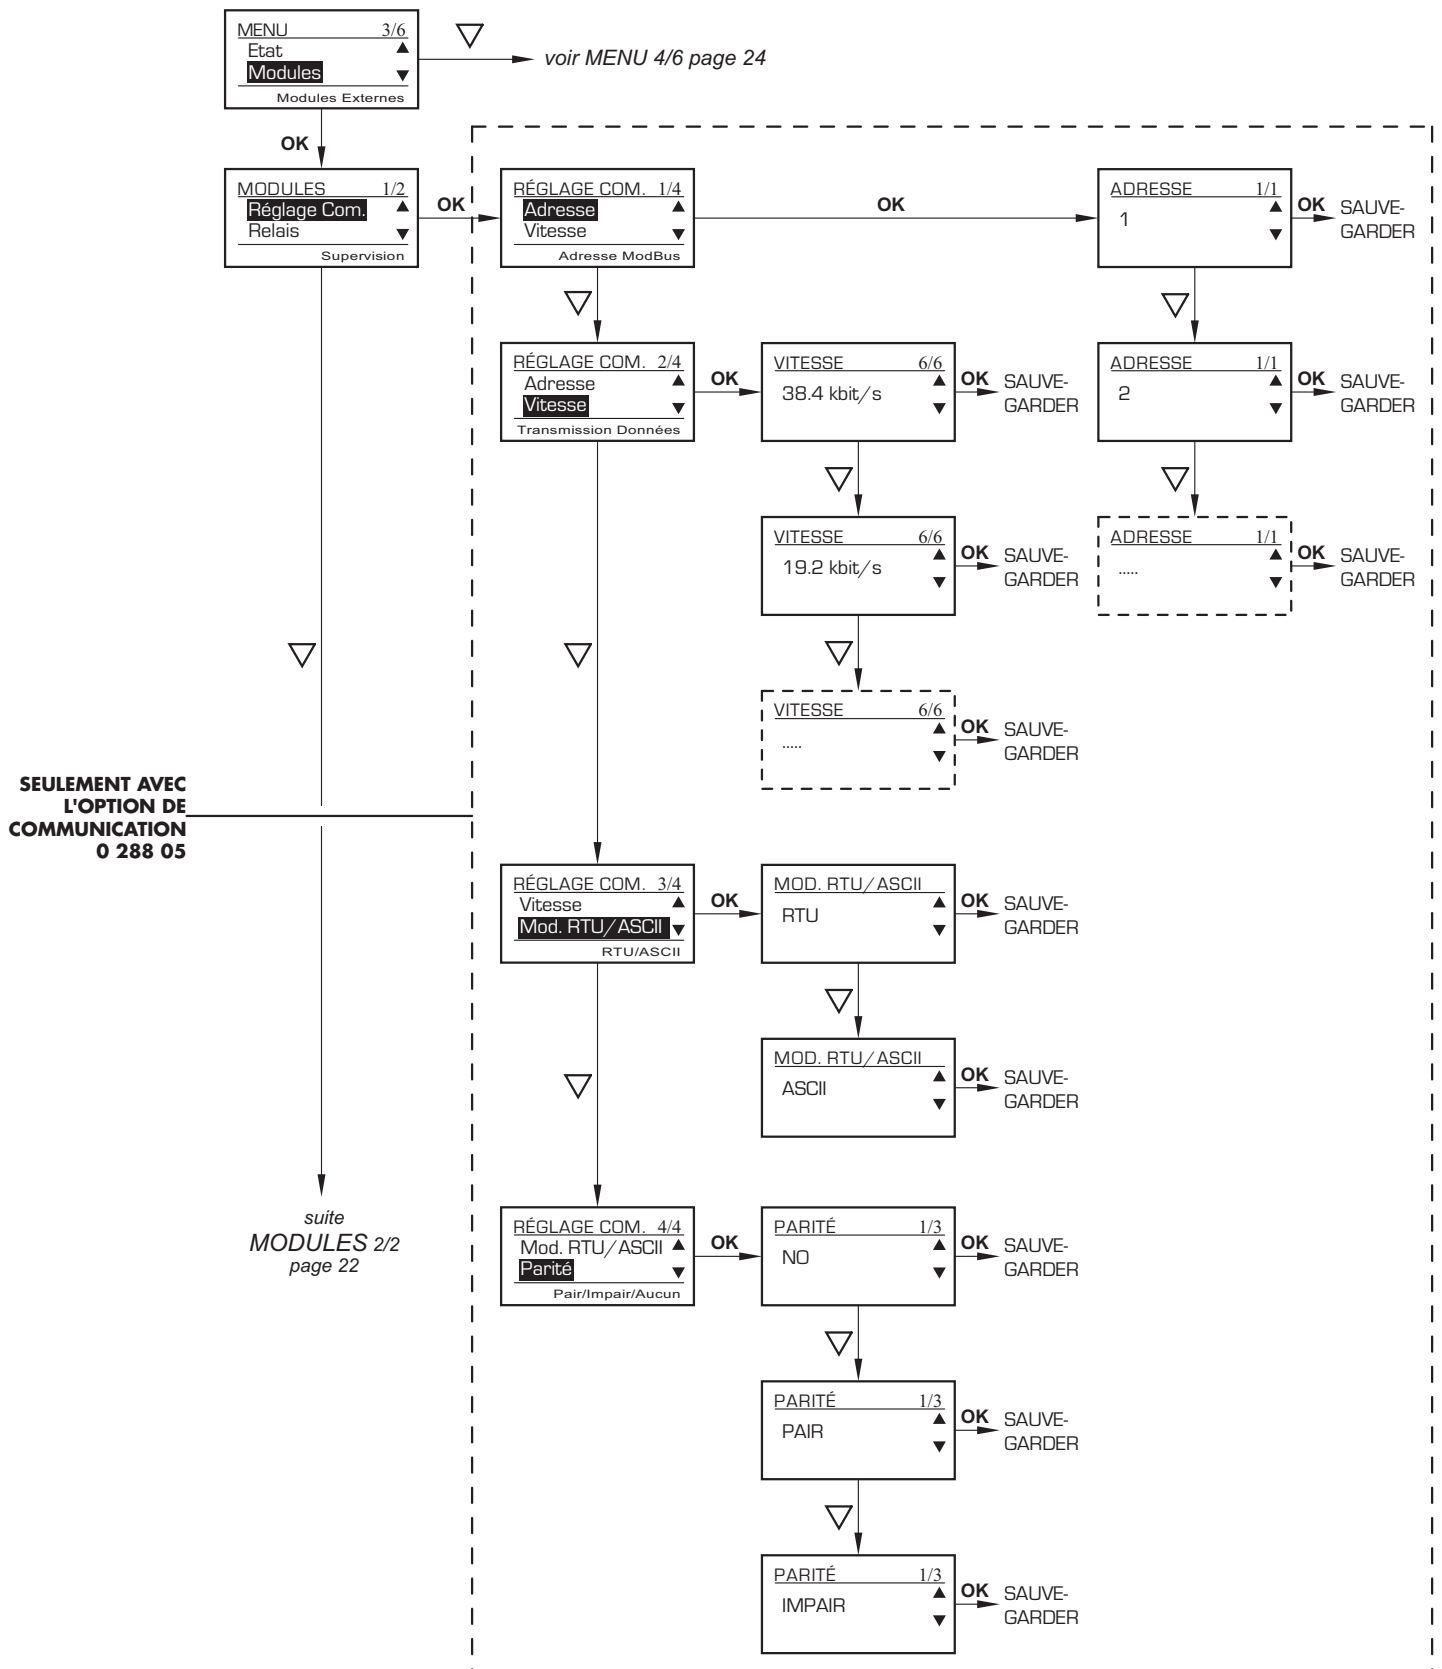 MENU 3/6
Etat
Modules
Modules Externes
voir MENU 4/6 page 24
OK
MODULES 1/2
Réglage Com.
Relais
Supervision
OK
RÉGLAGE COM. 1/4
Adresse
Vitesse
Adresse ModBus
OK
ADRESSE 1/1
1
OK
SAUVE-
GARDER
RÉGLAGE COM. 2/4
Adresse
Vitesse
Transmission Données
OK
VITESSE 6/6
38.4 kbit/s
OK
SAUVE-
GARDER
ADRESSE 1/1
2
OK
SAUVE-
GARDER
VITESSE 6/6
19.2 kbit/s
OK
SAUVE-
GARDER
ADRESSE 1/1
.....
OK
SAUVE-
GARDER
VITESSE 6/6
.....
OK
SAUVE-
GARDER
SEULEMENT AVEC
L'OPTION DE
COMMUNICATION
0 288 05
RÉGLAGE COM. 3/4
Vitesse
Mod. RTU/ASCII
RTU/ASCII
OK
MOD. RTU/ASCII
RTU
OK
SAUVE-
GARDER
MOD. RTU/ASCII
ASCII
OK
SAUVE-
GARDER
suite
MODULES 2/2
page 22
RÉGLAGE COM. 4/4
Mod. RTU/ASCII
Parité
Pair/Impair/Aucun
OK
PARITÉ 1/3
NO
OK
SAUVE-
GARDER
PARITÉ 1/3
PAIR
OK
SAUVE-
GARDER
PARITÉ 1/3
IMPAIR
OK
SAUVE-
GARDER